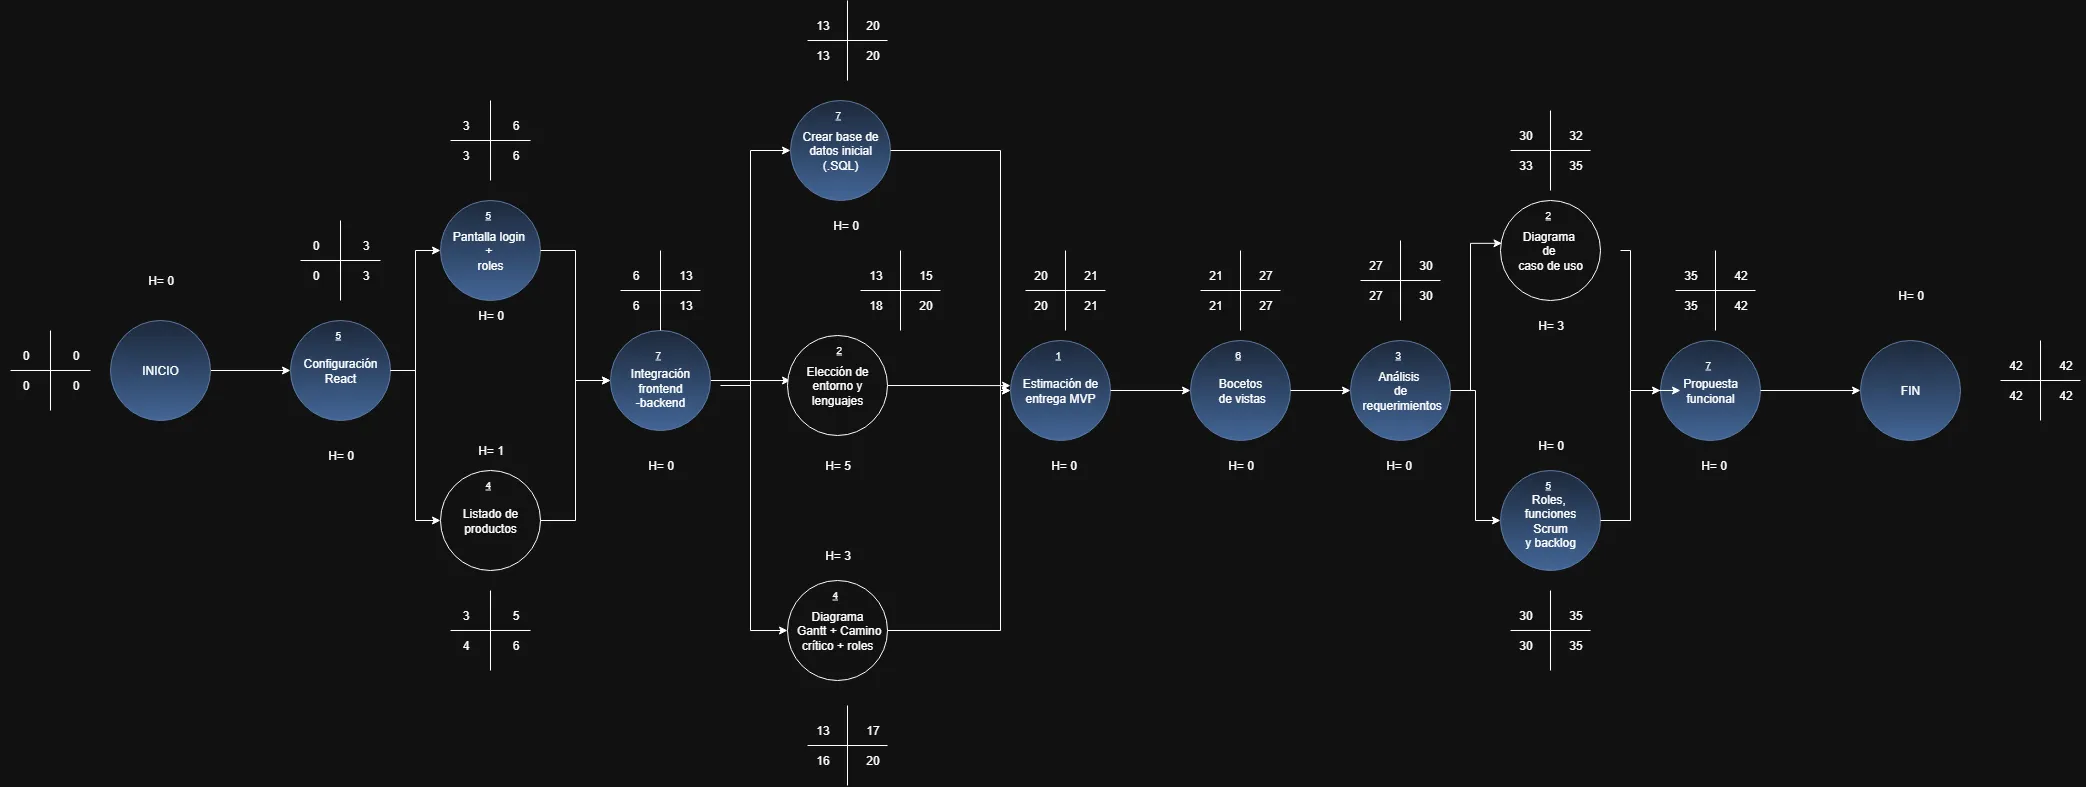 0 0
0 0
H= 0
INICIO
0 3
0 3
5
Configuración
React
H= 0
3 6
3 6
5
Pantalla login
+
roles
H= 0
H= 1
4
Listado de
productos
3 5
4 6
6 13
6 13
7
Integración
frontend
-backend
H= 0
13 20
13 20
7
Crear base de
datos inicial
(.SQL)
H= 0
13 15
18 20
2
Elección de
entorno y
lenguajes
H= 5
H= 3
4
Diagrama
Gantt + Camino
crítico + roles
13 17
16 20
20 21
20 21
1
Estimación de
entrega MVP
H= 0
21 27
21 27
6
Bocetos
de vistas
H= 0
27 30
27 30
3
Análisis
de
requerimientos
H= 0
30 32
33 35
2
Diagrama
de
caso de uso
H= 3
H= 0
5
Roles,
funciones
Scrum
y backlog
30 35
30 35
35 42
35 42
7
Propuesta
funcional
H= 0
H= 0
FIN
42 42
42 42